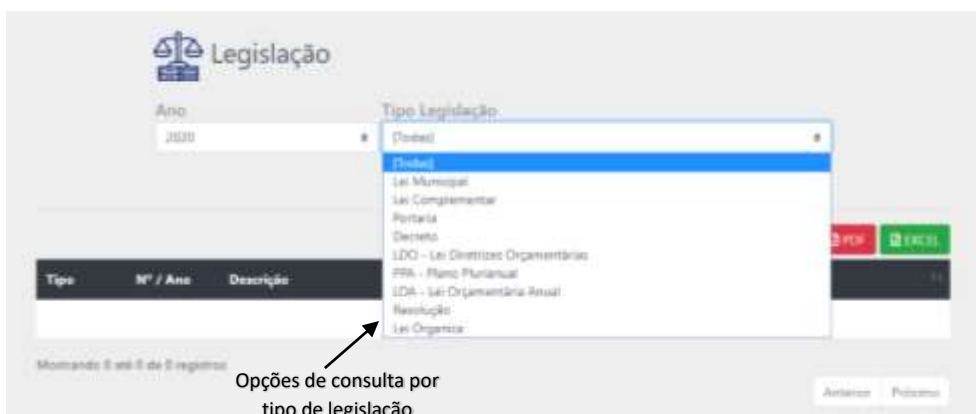 Legislação
Ano Tipo Legislação
2020 [Todas]
[Todas]
Lei Municipal
Lei Complementar
Portaria
Decreto
LDO - Lei Diretrizes Orçamentárias
PPA - Plano Plurianual
LOA - Lei Orçamentária Anual
Resolução
Lei Organica
PDF EXCEL
Tipo Nº / Ano Descrição
Mostrando 0 até 0 de 0 registros
Opções de consulta por
tipo de legislação
Anterior Próximo